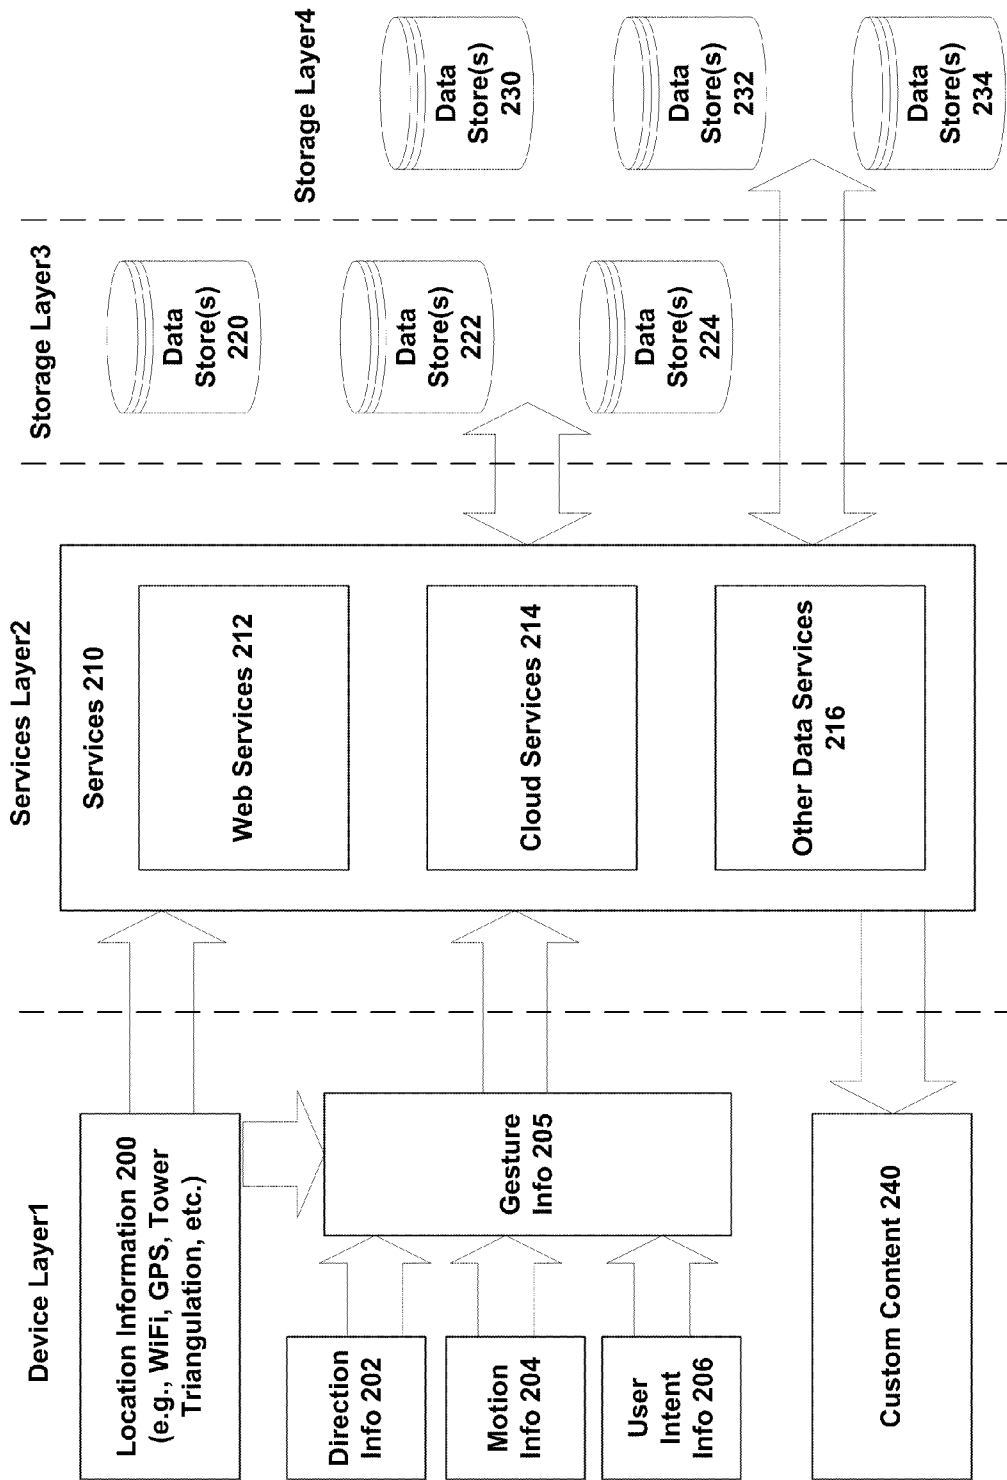 Device Layer1
Location Information 200
(e.g., WiFi, GPS, Tower
Triangulation, etc.)
Direction
Info 202
Motion
Info 204
User
Intent
Info 206
Gesture
Info 205
Custom Content 240
Services Layer2
Services 210
Web Services 212
Cloud Services 214
Other Data Services
216
Storage Layer3
Data
Store(s)
220
Data
Store(s)
222
Data
Store(s)
224
Storage Layer4
Data
Store(s)
230
Data
Store(s)
232
Data
Store(s)
234